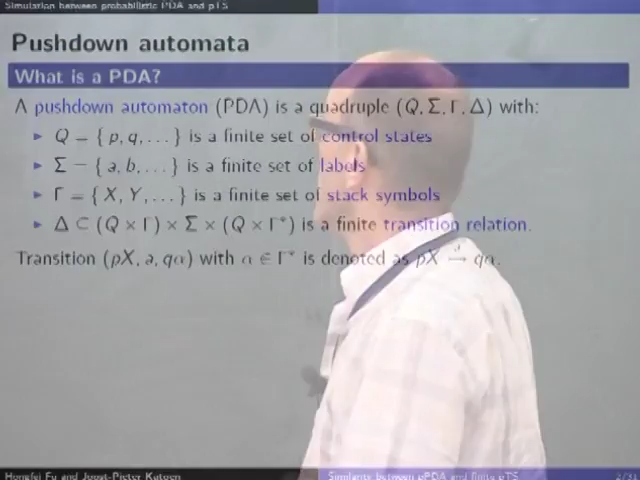 Simulation between probabilistic PDA and pTS
Pushdown automata
What is a PDA?
A pushdown automaton (PDA) is a quadruple (Q, Σ, Γ, Δ) with:
► Q = { p, q, . . . } is a finite set of control states
► Σ = { a, b, . . . } is a finite set of labels
► Γ = { X, Y, . . . } is a finite set of stack symbols
► Δ ⊂ (Q × Γ) × Σ × (Q × Γ*) is a finite transition relation.
Transition (pX, a, qα) with α ∈ Γ* is denoted as pX →ᵃ qα.
Hongfei Fu and Joost-Pieter Katoen
Similarity between pPDA and finite pTS
2/31